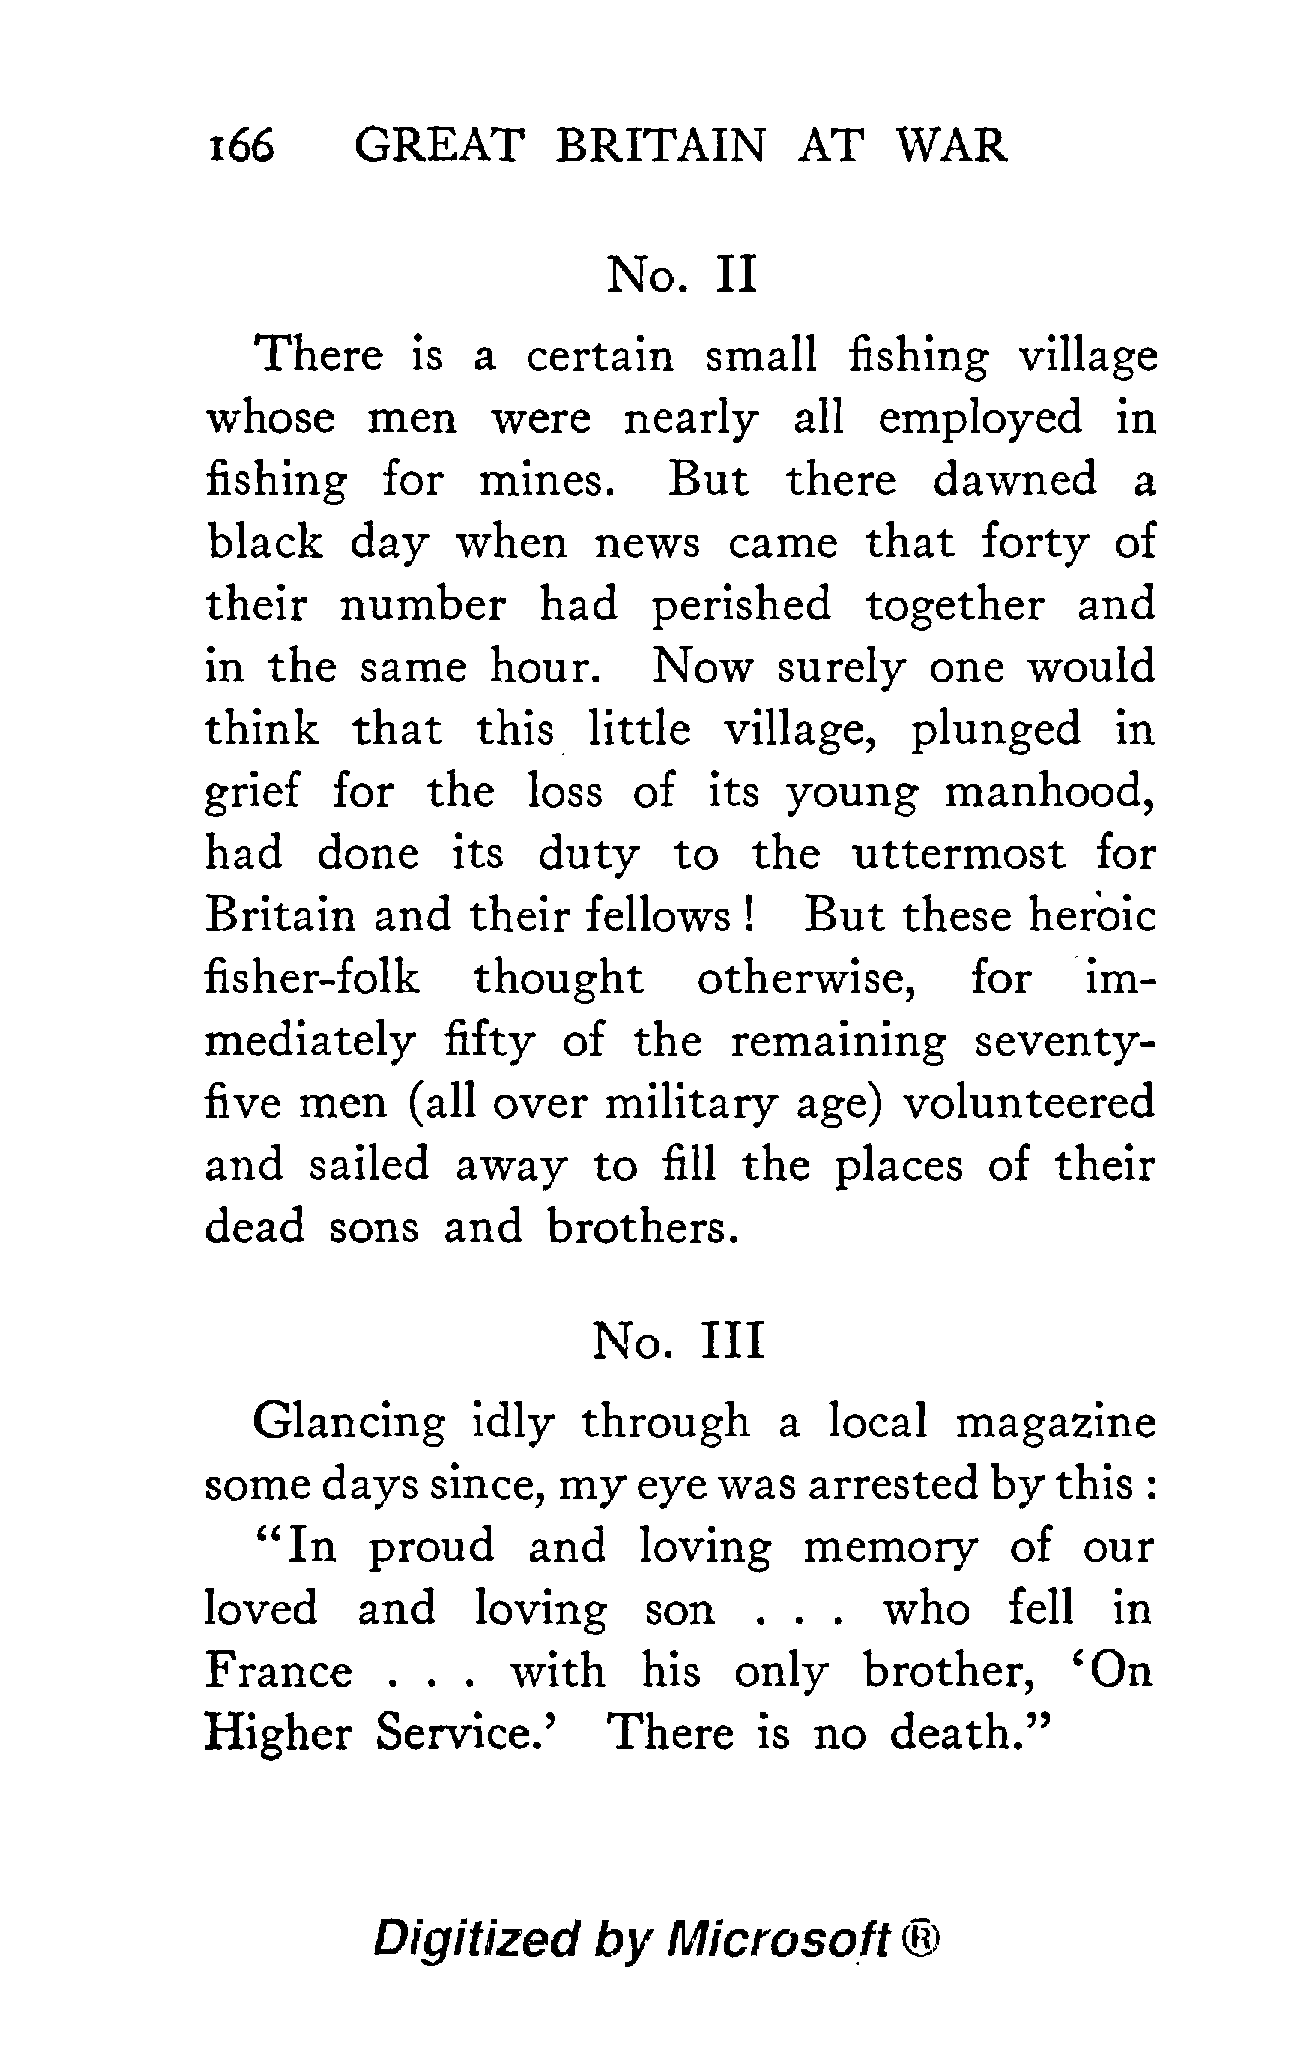 166 GREAT BRITAIN AT WAR
No. II
There is a certain small fishing village
whose men were nearly all employed in
fishing for mines. But there dawned a
black day when news came that forty of
their number had perished together and
in the same hour. Now surely one would
think that this little village, plunged in
grief for the loss of its young manhood,
had done its duty to the uttermost for
Britain and their fellows! But these heroic
fisher-folk thought otherwise, for im-
mediately fifty of the remaining seventy-
five men (all over military age) volunteered
and sailed away to fill the places of their
dead sons and brothers.
No. III
Glancing idly through a local magazine
some days since, my eye was arrested by this :
“In proud and loving memory of our
loved and loving son . . . who fell in
France . . . with his only brother, ‘On
Higher Service.’ There is no death.”
Digitized by Microsoft ®